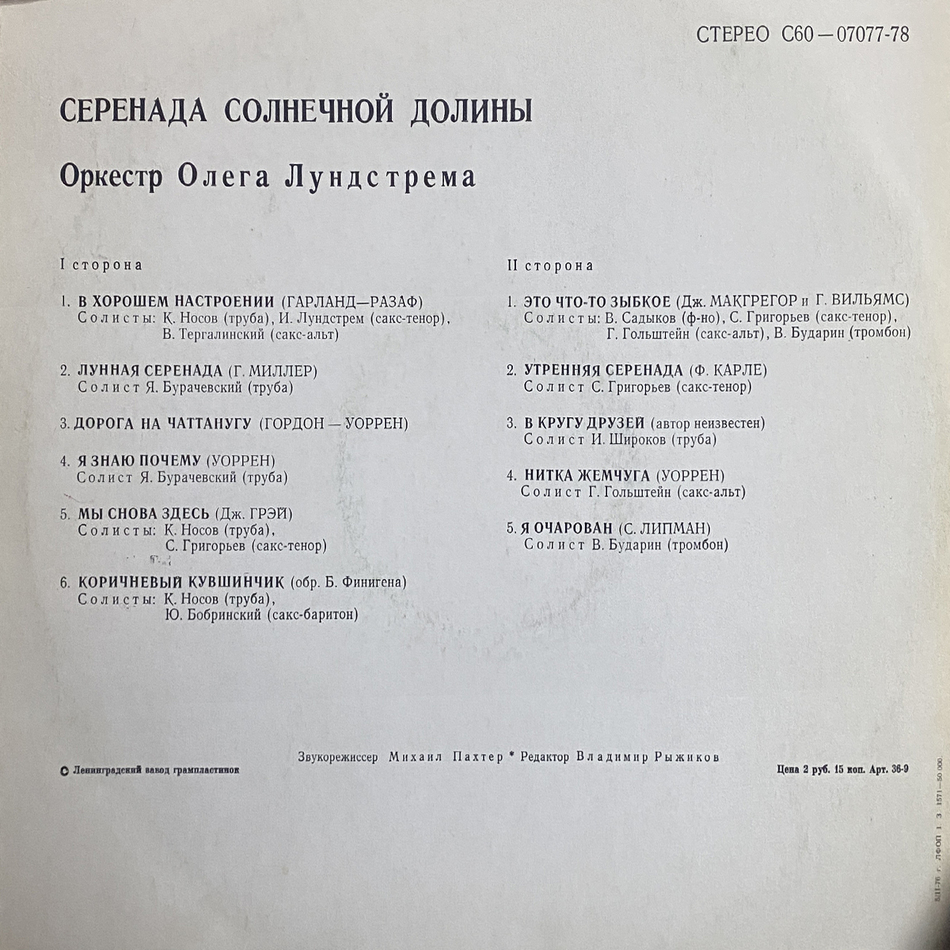 СТЕРЕО С60—07077-78
СЕРЕНАДА СОЛНЕЧНОЙ ДОЛИНЫ
Оркестр Олега Лундстрема
I сторона
1. В ХОРОШЕМ НАСТРОЕНИИ (ГАРЛАНД—РАЗАФ)
Солисты: К. Носов (труба), И. Лундстрем (сакс-тенор),
В. Тергалинский (сакс-альт)
2. ЛУННАЯ СЕРЕНАДА (Г. МИЛЛЕР)
Солист Я. Бурачевский (труба)
3. ДОРОГА НА ЧАТТАНУГУ (ГОРДОН — УОРРЕН)
4. Я ЗНАЮ ПОЧЕМУ (УОРРЕН)
Солист Я. Бурачевский (труба)
5. МЫ СНОВА ЗДЕСЬ (Дж. ГРЭЙ)
Солисты: К. Носов (труба),
С. Григорьев (сакс-тенор)
6. КОРИЧНЕВЫЙ КУВШИНЧИК (обр. Б. Финигена)
Солисты: К. Носов (труба),
Ю. Бобринский (сакс-баритон)
II сторона
1. ЭТО ЧТО-ТО ЗЫБКОЕ (Дж. МАКГРЕГОР и Г. ВИЛЬЯМС)
Солисты: В. Садыков (ф-но), С. Григорьев (сакс-тенор),
Г. Гольштейн (сакс-альт), В. Бударин (тромбон)
2. УТРЕННЯЯ СЕРЕНАДА (Ф. КАРЛЕ)
Солист С. Григорьев (сакс-тенор)
3. В КРУГУ ДРУЗЕЙ (автор неизвестен)
Солист И. Широков (труба)
4. НИТКА ЖЕМЧУГА (УОРРЕН)
Солист Г. Гольштейн (сакс-альт)
5. Я ОЧАРОВАН (С. ЛИПМАН)
Солист В. Бударин (тромбон)
Звукорежиссер Михаил Пахтер * Редактор Владимир Рыжиков
© Ленинградский завод грампластинок
Цена 2 руб. 15 коп. Арт. 36-9
ЛФОП 1 З 1571—50 000